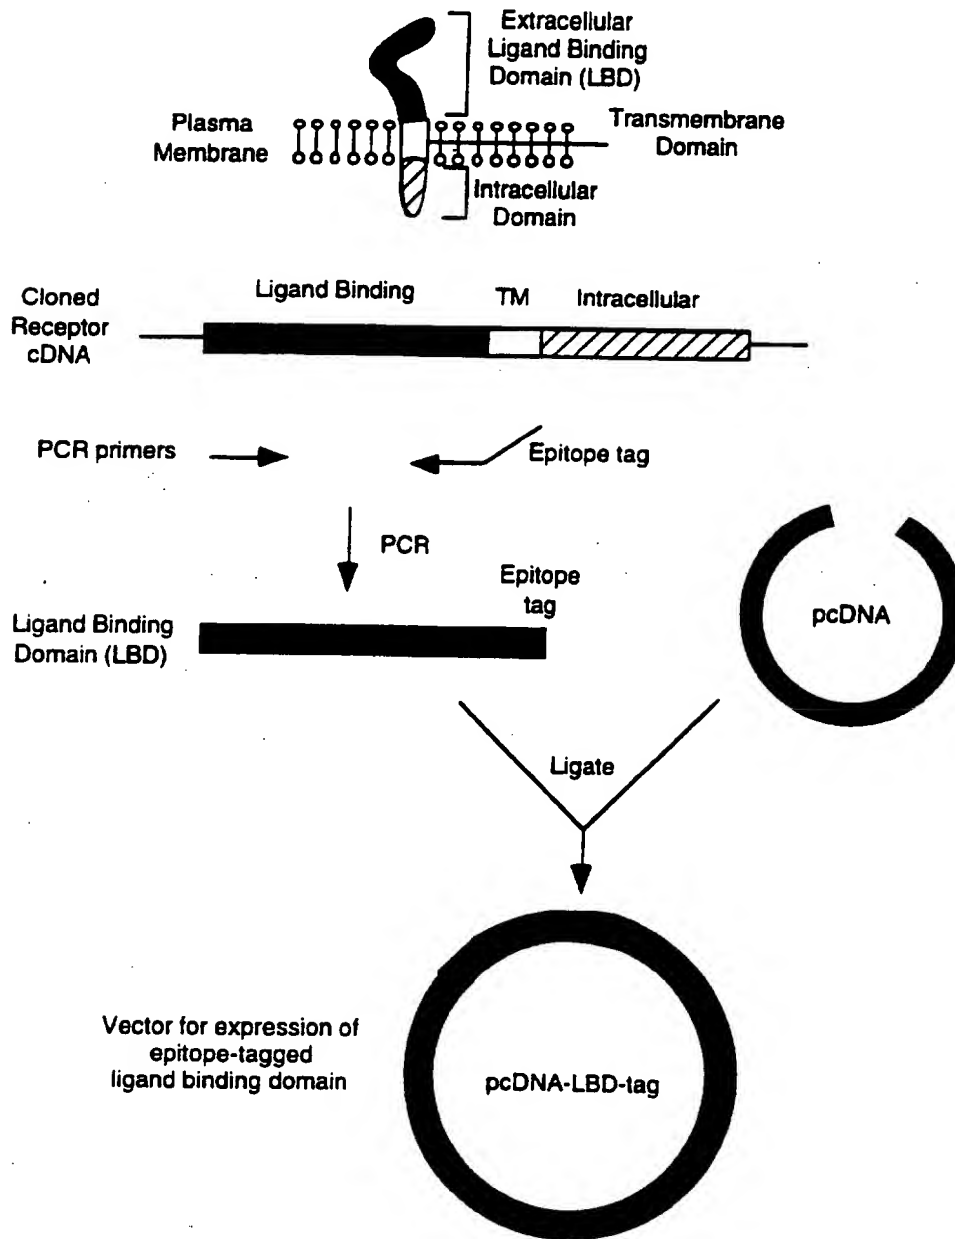 Extracellular
Ligand Binding
Domain (LBD)
Plasma
Membrane
Transmembrane
Domain
Intracellular
Domain
Cloned
Receptor
cDNA
Ligand Binding
TM
Intracellular
PCR primers
Epitope tag
PCR
Epitope
tag
Ligand Binding
Domain (LBD)
pcDNA
Ligate
Vector for expression of
epitope-tagged
ligand binding domain
pcDNA-LBD-tag